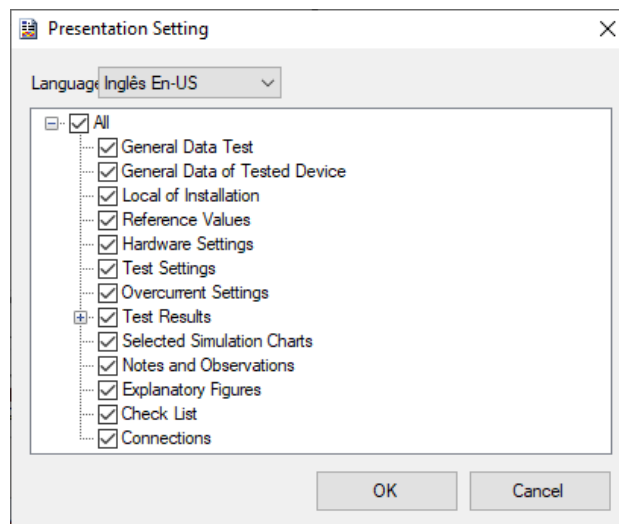 Presentation Setting
Language Inglês En-US
All
General Data Test
General Data of Tested Device
Local of Installation
Reference Values
Hardware Settings
Test Settings
Overcurrent Settings
Test Results
Selected Simulation Charts
Notes and Observations
Explanatory Figures
Check List
Connections
OK Cancel